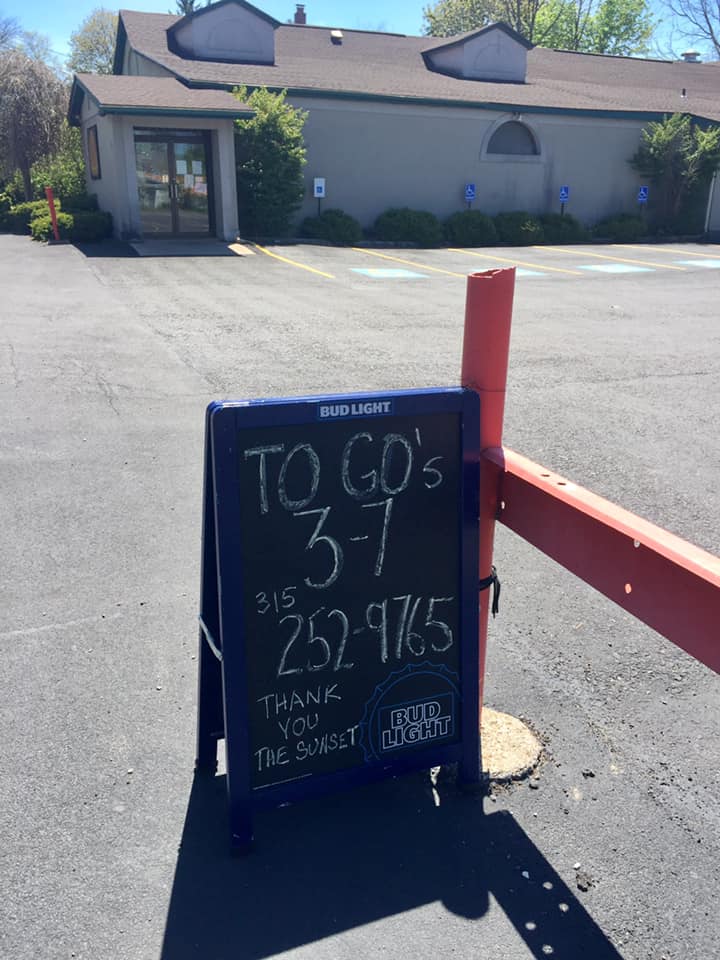 BUD LIGHT
TO GO's
3-7
315
252-9765
THANK
YOU
THE SUNSET
BUD
LIGHT